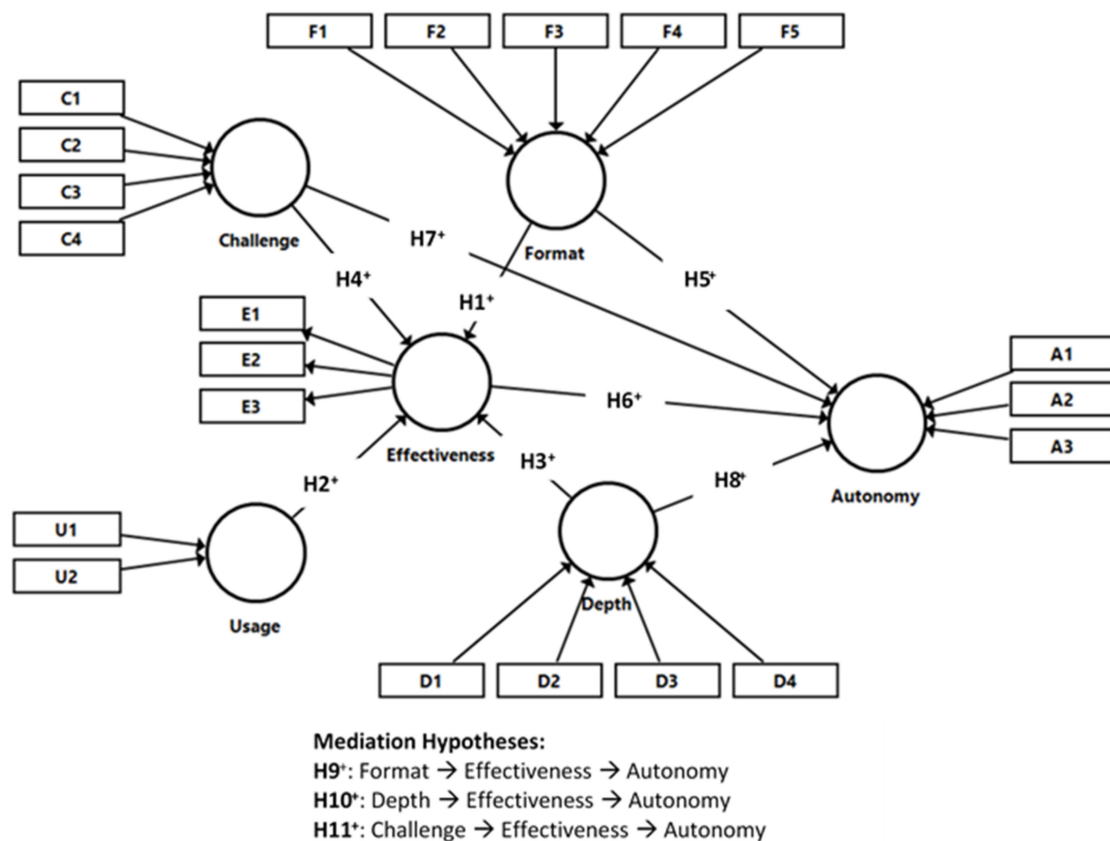 F1 F2 F3 F4 F5
C1
C2
C3
C4
Challenge
Format
H7⁺
H4⁺
H5⁺
H1⁺
E1
E2
E3
A1
A2
A3
H6⁺
Effectiveness
H3⁺
H2⁺
H8⁺
Autonomy
U1
U2
Usage
Depth
D1 D2 D3 D4
Mediation Hypotheses:
H9⁺: Format → Effectiveness → Autonomy
H10⁺: Depth → Effectiveness → Autonomy
H11⁺: Challenge → Effectiveness → Autonomy